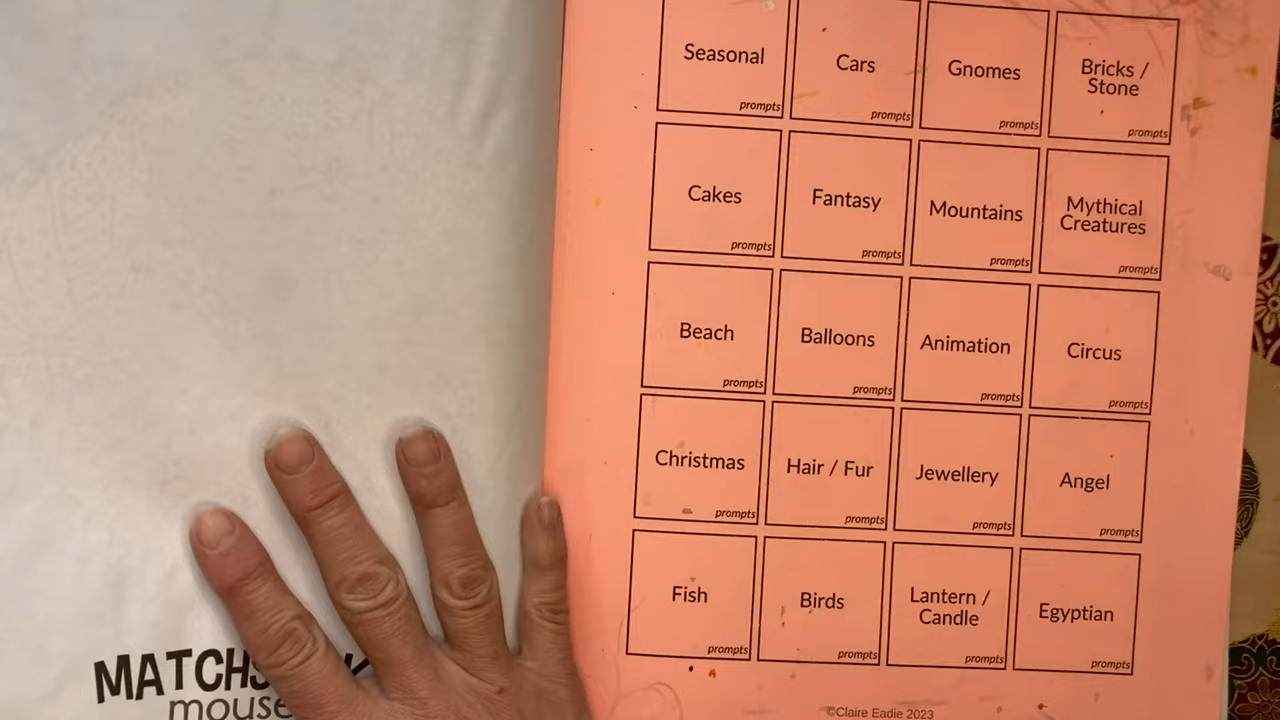 Seasonal
prompts
Cars
prompts
Gnomes
prompts
Bricks /
Stone
prompts
Cakes
prompts
Fantasy
prompts
Mountains
prompts
Mythical
Creatures
prompts
Beach
prompts
Balloons
prompts
Animation
prompts
Circus
prompts
Christmas
prompts
Hair / Fur
prompts
Jewellery
prompts
Angel
prompts
Fish
prompts
Birds
prompts
Lantern /
Candle
prompts
Egyptian
prompts
©Claire Eadie 2023
mouse